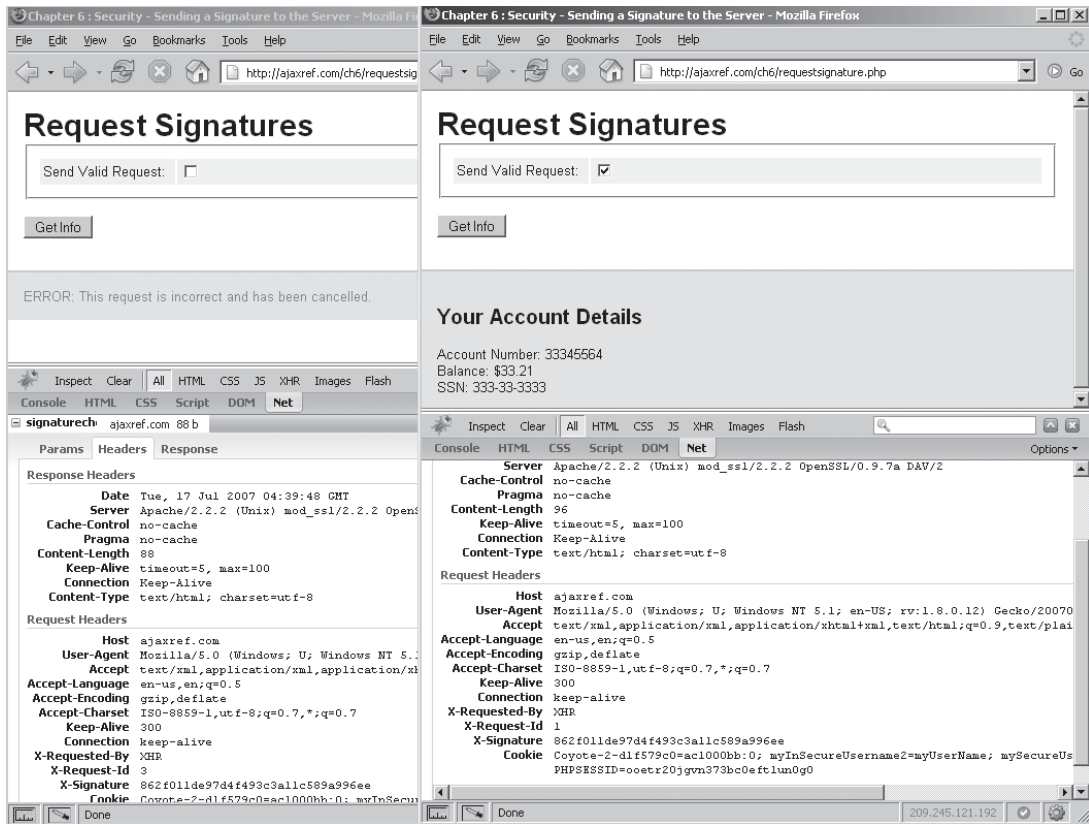 Chapter 6 : Security - Sending a Signature to the Server - Mozilla
File Edit View Go Bookmarks Tools Help
http://ajaxref.com/ch6/requestsig
Request Signatures
Send Valid Request:
Get Info
ERROR: This request is incorrect and has been cancelled.
Inspect Clear All HTML CSS JS XHR Images Flash
Console HTML CSS Script DOM Net
signaturech ajaxref.com 88 b
Params Headers Response
Response Headers
Date Tue, 17 Jul 2007 04:39:48 GMT
Server Apache/2.2.2 (Unix) mod_ssl/2.2.2 OpenS
Cache-Control no-cache
Pragma no-cache
Content-Length 88
Keep-Alive timeout=5, max=100
Connection Keep-Alive
Content-Type text/html; charset=utf-8
Request Headers
Host ajaxref.com
User-Agent Mozilla/5.0 (Windows; U; Windows NT 5.
Accept text/xml,application/xml,application/xh
Accept-Language en-us,en;q=0.5
Accept-Encoding gzip,deflate
Accept-Charset ISO-8859-1,utf-8;q=0.7,*;q=0.7
Keep-Alive 300
Connection keep-alive
X-Requested-By XHR
X-Request-Id 3
X-Signature 862f011de97d4f493c3a11c589a996ee
Cookie Coyote-2-d1f579c0=ac1000bb:0; myInSecu
Done
Chapter 6 : Security - Sending a Signature to the Server - Mozilla Firefox
File Edit View Go Bookmarks Tools Help
http://ajaxref.com/ch6/requestsignature.php Go
Request Signatures
Send Valid Request:
Get Info
Your Account Details
Account Number: 33345564
Balance: $33.21
SSN: 333-33-3333
Inspect Clear All HTML CSS JS XHR Images Flash
Console HTML CSS Script DOM Net Options
Server Apache/2.2.2 (Unix) mod_ssl/2.2.2 OpenSSL/0.9.7a DAV/2
Cache-Control no-cache
Pragma no-cache
Content-Length 96
Keep-Alive timeout=5, max=100
Connection Keep-Alive
Content-Type text/html; charset=utf-8
Request Headers
Host ajaxref.com
User-Agent Mozilla/5.0 (Windows; U; Windows NT 5.1; en-US; rv:1.8.0.12) Gecko/20070
Accept text/xml,application/xml,application/xhtml+xml,text/html;q=0.9,text/plai
Accept-Language en-us,en;q=0.5
Accept-Encoding gzip,deflate
Accept-Charset ISO-8859-1,utf-8;q=0.7,*;q=0.7
Keep-Alive 300
Connection keep-alive
X-Requested-By XHR
X-Request-Id 1
X-Signature 862f011de97d4f493c3a11c589a996ee
Cookie Coyote-2-d1f579c0=ac1000bb:0; myInSecureUsername2=myUserName; mySecureUs
PHPSESSID=ooetr20jgvn373bc0eftlun0g0
Done 209.245.121.192